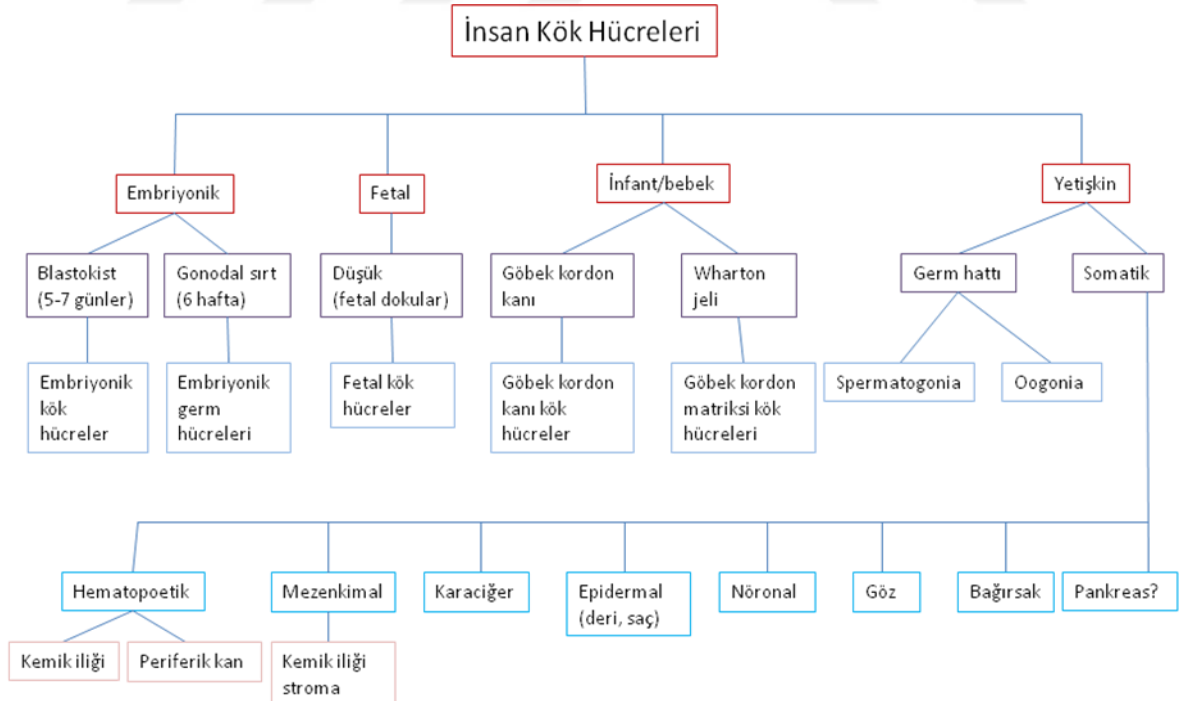 İnsan Kök Hücreleri
Embriyonik
Fetal
İnfant/bebek
Yetişkin
Blastokist
(5-7 günler)
Gonodal sırt
(6 hafta)
Düşük
(fetal dokular)
Göbek kordon
kanı
Wharton
jeli
Germ hattı
Somatik
Embriyonik
kök
hücreler
Embriyonik
germ
hücreleri
Fetal kök
hücreler
Göbek kordon
kanı kök
hücreler
Göbek kordon
matriksi kök
hücreleri
Spermatogonia
Oogonia
Hematopoetik
Mezenkimal
Karaciğer
Epidermal
(deri, saç)
Nöronal
Göz
Bağırsak
Pankreas?
Kemik iliği
Periferik kan
Kemik iliği
stroma